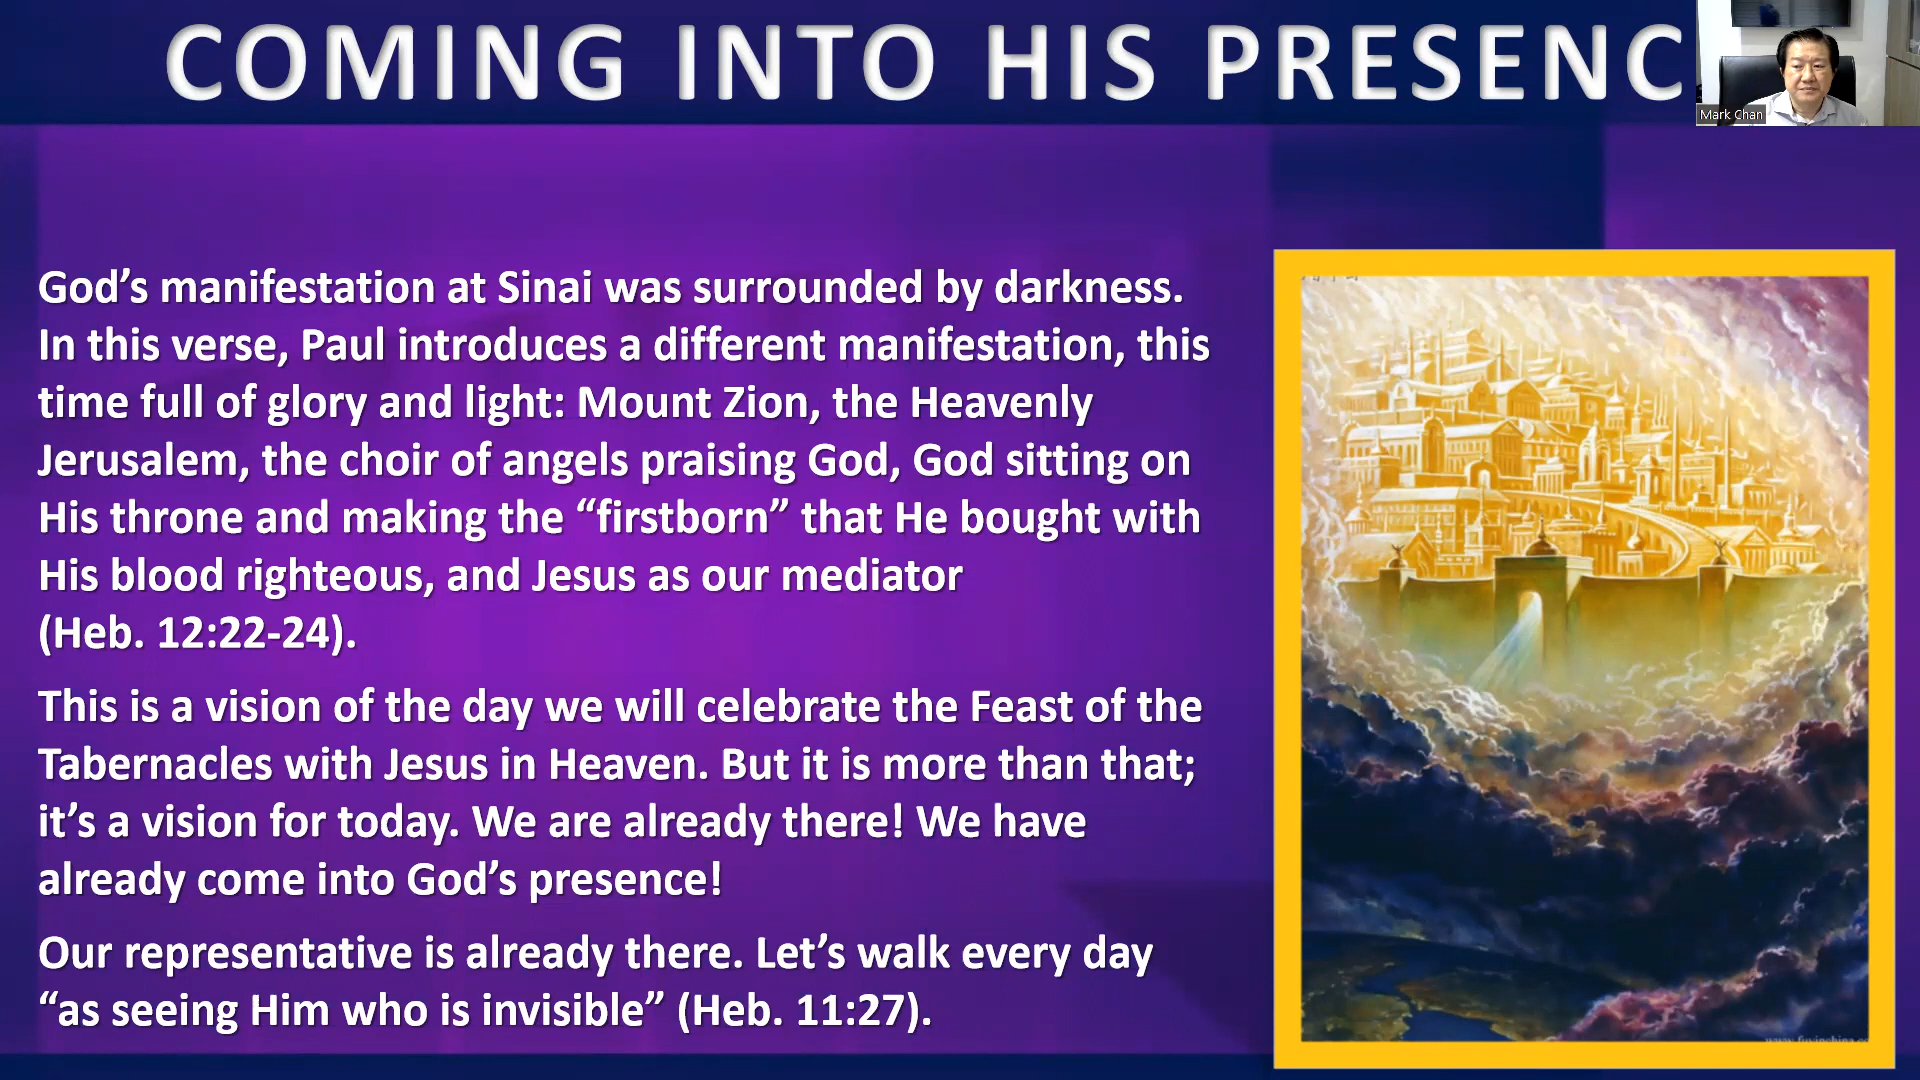 COMING INTO HIS PRESENC
Mark Chan
God’s manifestation at Sinai was surrounded by darkness.
In this verse, Paul introduces a different manifestation, this
time full of glory and light: Mount Zion, the Heavenly
Jerusalem, the choir of angels praising God, God sitting on
His throne and making the “firstborn” that He bought with
His blood righteous, and Jesus as our mediator
(Heb. 12:22-24).
This is a vision of the day we will celebrate the Feast of the
Tabernacles with Jesus in Heaven. But it is more than that;
it’s a vision for today. We are already there! We have
already come into God’s presence!
Our representative is already there. Let’s walk every day
“as seeing Him who is invisible” (Heb. 11:27).